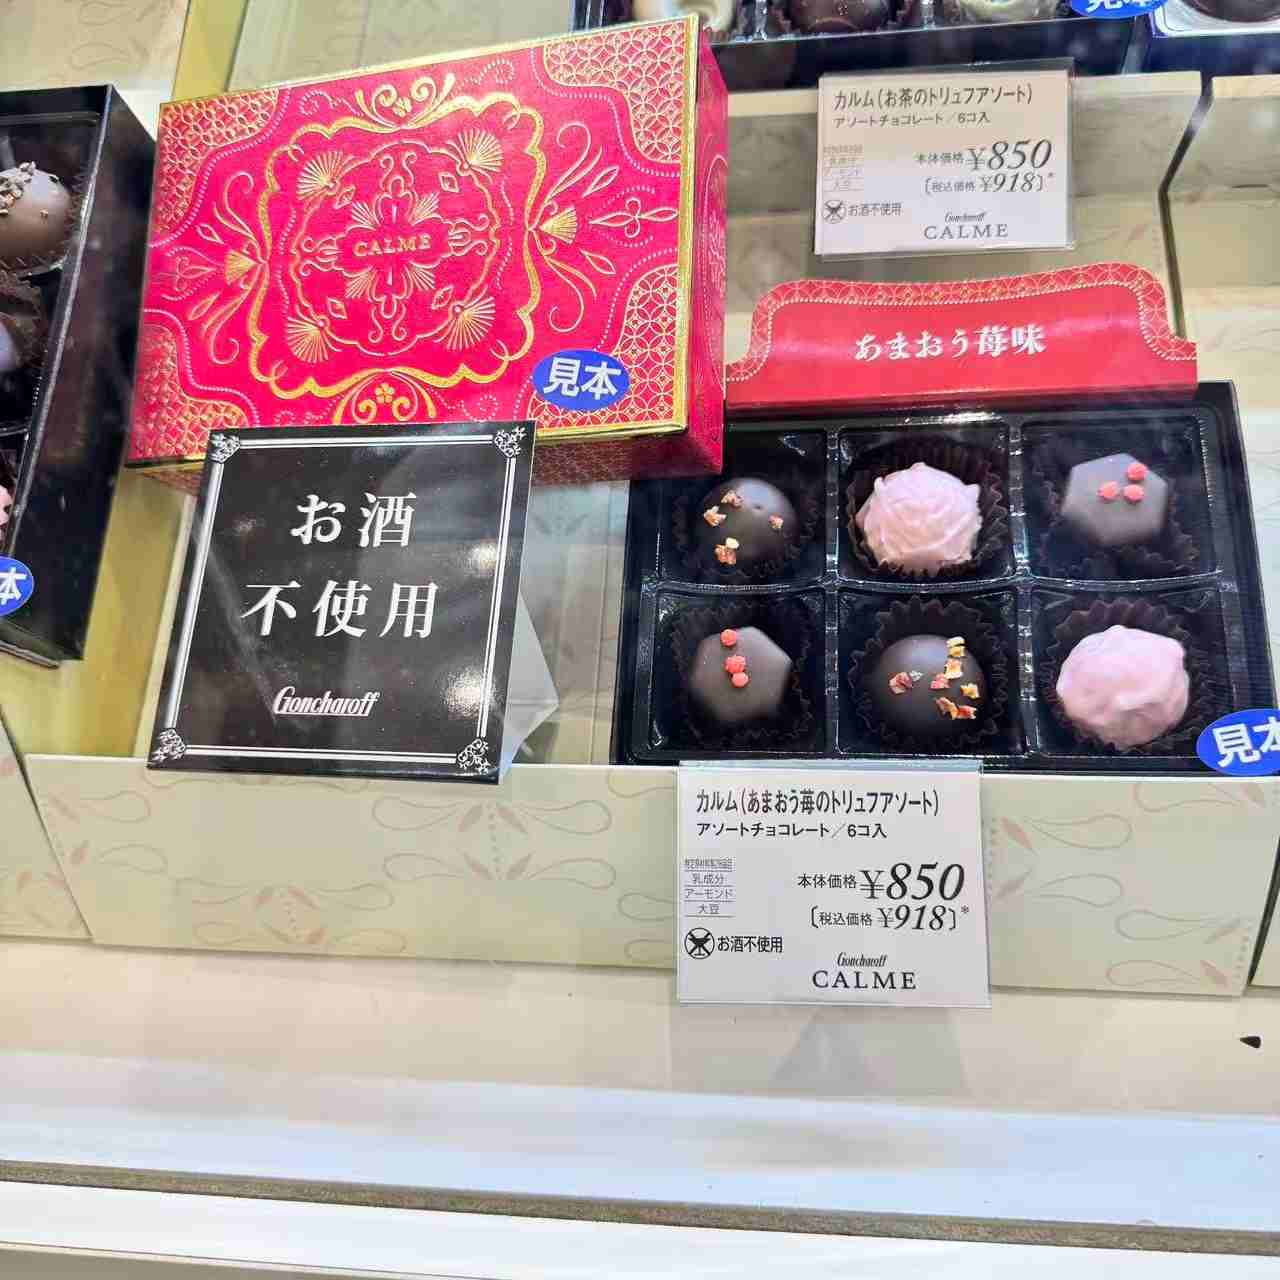 見本
カルム(お茶のトリュフアソート)
アソートチョコレート/6コ入
乳成分
アーモンド
大豆
本体価格 ¥850
〔税込価格 ¥918〕*
お酒不使用
Goncharoff
CALME
CALME
見本
あまおう苺味
お酒
不使用
Goncharoff
本
見本
カルム(あまおう苺のトリュフアソート)
アソートチョコレート/6コ入
乳成分
アーモンド
大豆
本体価格 ¥850
〔税込価格 ¥918〕*
お酒不使用
Goncharoff
CALME